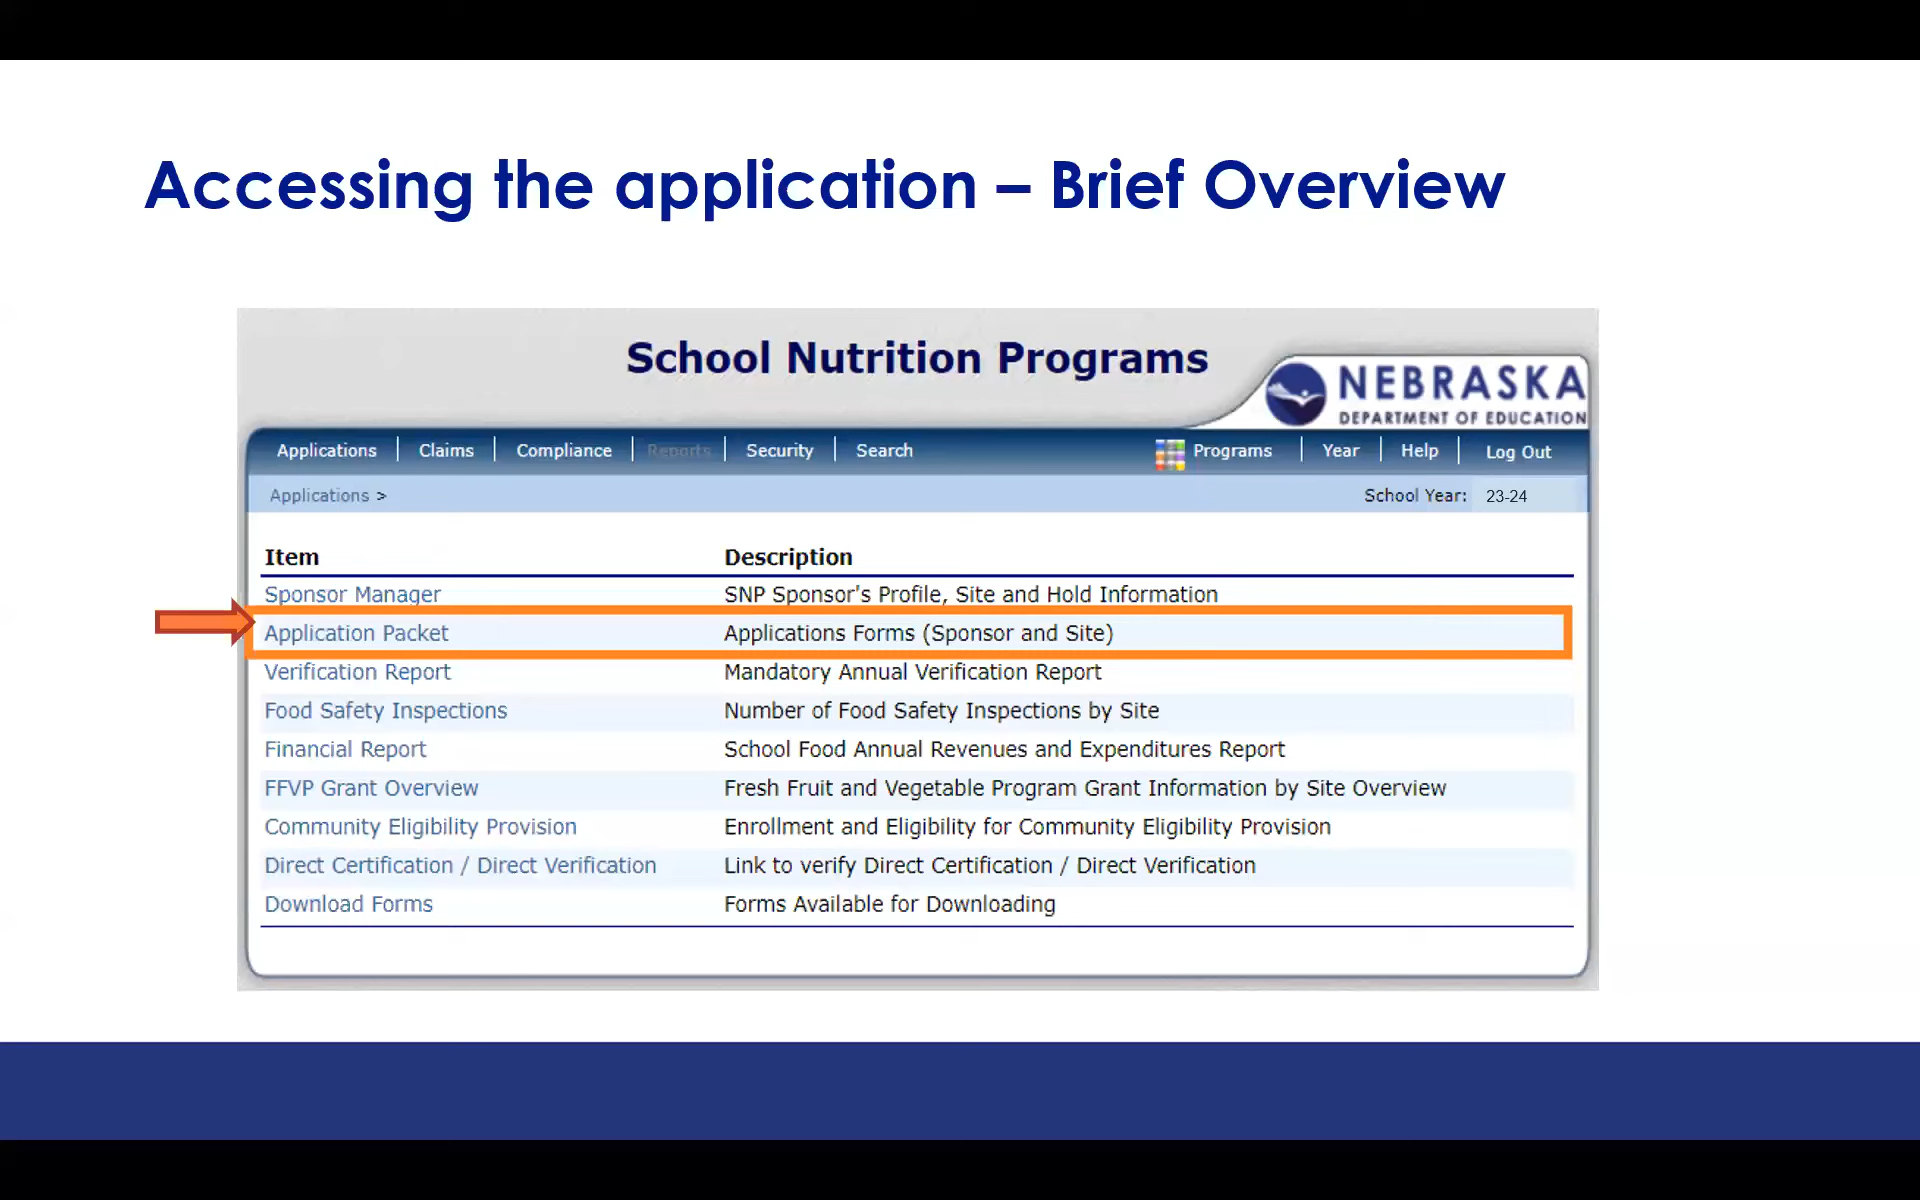 Accessing the application – Brief Overview
School Nutrition Programs
NEBRASKA
DEPARTMENT OF EDUCATION
Applications Claims Compliance Reports Security Search Programs Year Help Log Out
Applications > School Year: 23-24
Item Description
Sponsor Manager SNP Sponsor's Profile, Site and Hold Information
Application Packet Applications Forms (Sponsor and Site)
Verification Report Mandatory Annual Verification Report
Food Safety Inspections Number of Food Safety Inspections by Site
Financial Report School Food Annual Revenues and Expenditures Report
FFVP Grant Overview Fresh Fruit and Vegetable Program Grant Information by Site Overview
Community Eligibility Provision Enrollment and Eligibility for Community Eligibility Provision
Direct Certification / Direct Verification Link to verify Direct Certification / Direct Verification
Download Forms Forms Available for Downloading